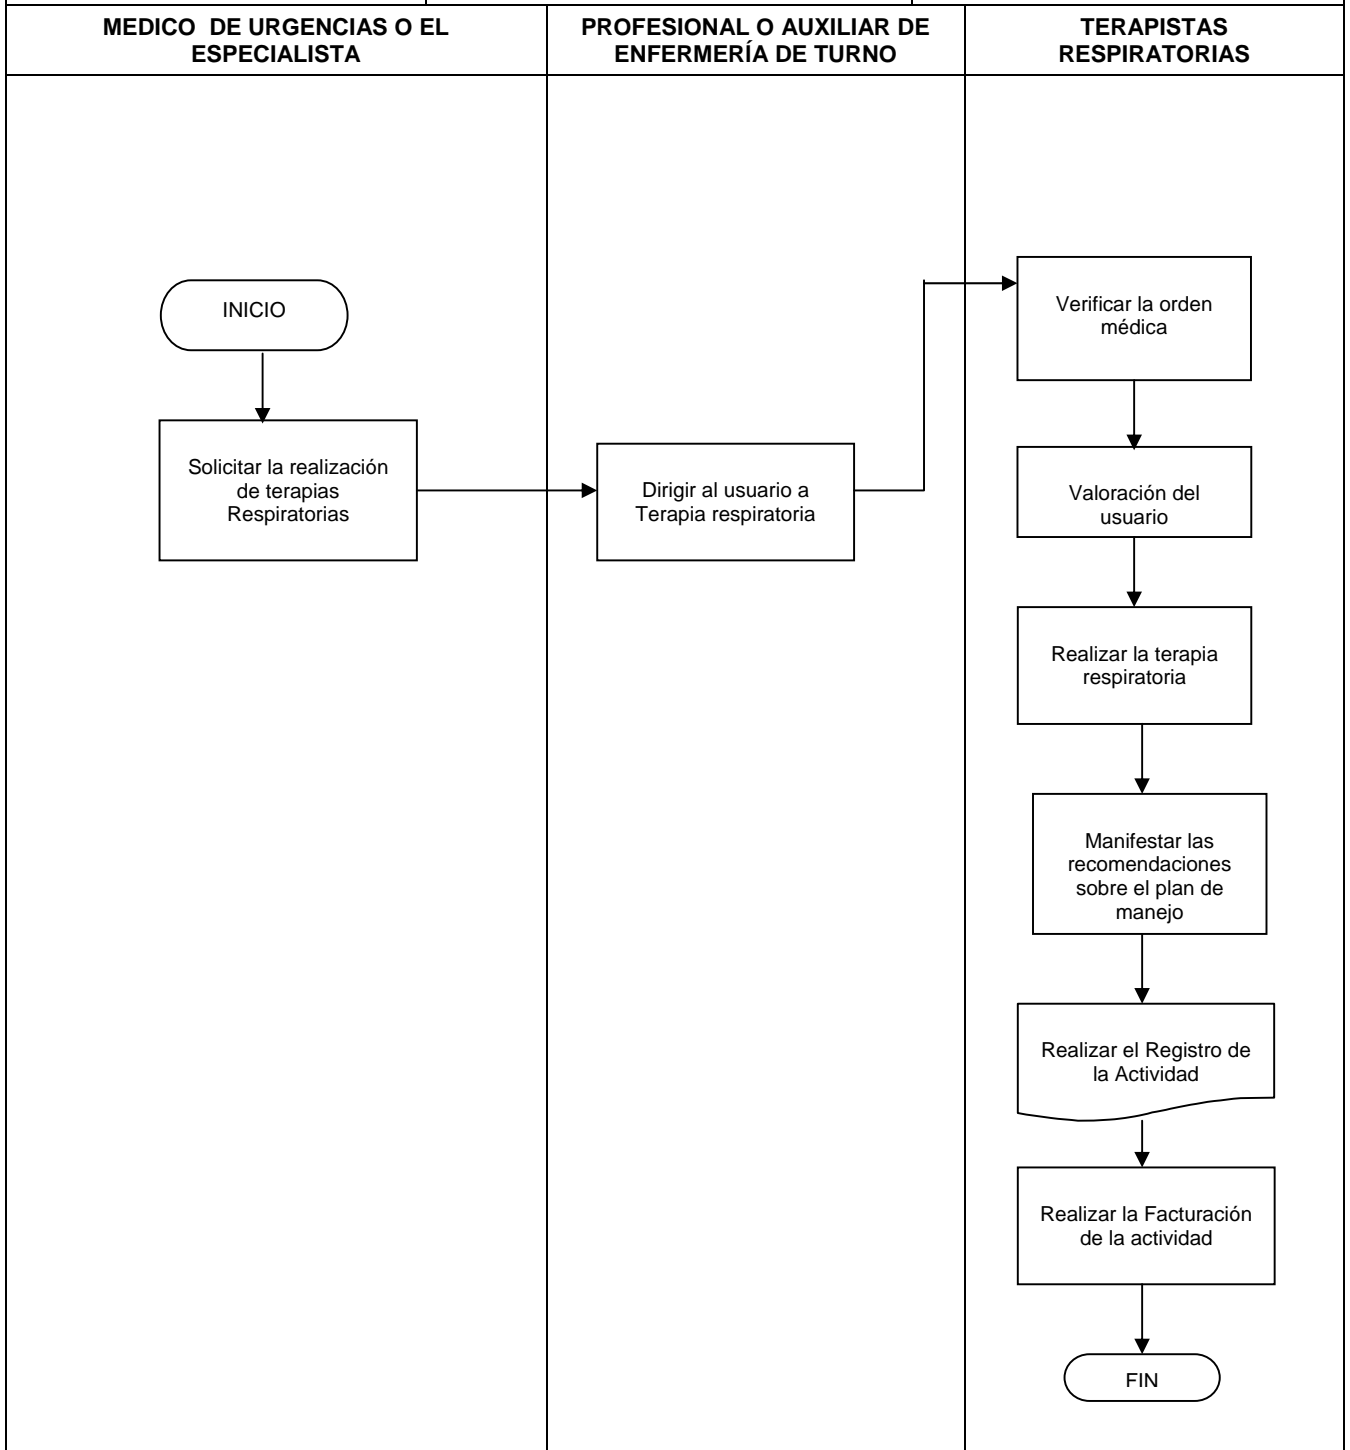 MEDICO DE URGENCIAS O EL
ESPECIALISTA
PROFESIONAL O AUXILIAR DE
ENFERMERÍA DE TURNO
TERAPISTAS
RESPIRATORIAS
INICIO
Solicitar la realización
de terapias
Respiratorias
Dirigir al usuario a
Terapia respiratoria
Verificar la orden
médica
Valoración del
usuario
Realizar la terapia
respiratoria
Manifestar las
recomendaciones
sobre el plan de
manejo
Realizar el Registro de
la Actividad
Realizar la Facturación
de la actividad
FIN